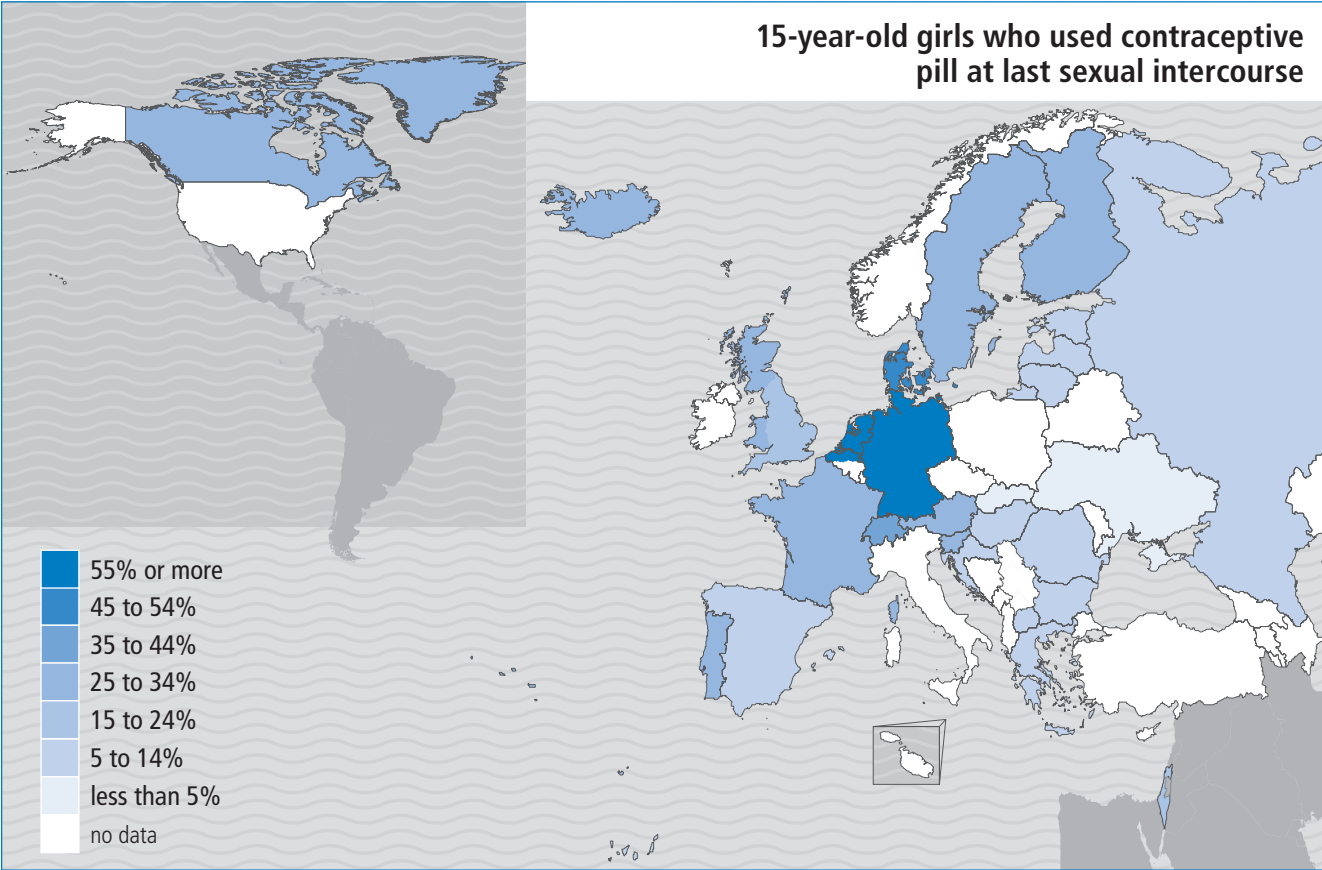 15-year-old girls who used contraceptive
pill at last sexual intercourse
55% or more
45 to 54%
35 to 44%
25 to 34%
15 to 24%
5 to 14%
less than 5%
no data